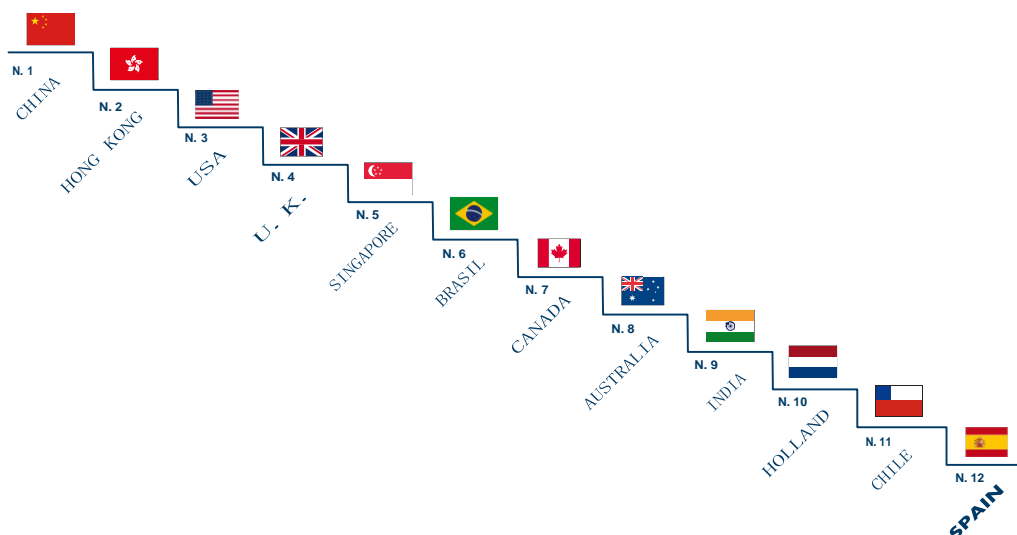 N. 1
CHINA
N. 2
HONG KONG
N. 3
USA
N. 4
U. K.
N. 5
SINGAPORE
N. 6
BRASIL
N. 7
CANADA
N. 8
AUSTRALIA
N. 9
INDIA
N. 10
HOLLAND
N. 11
CHILE
N. 12
SPAIN